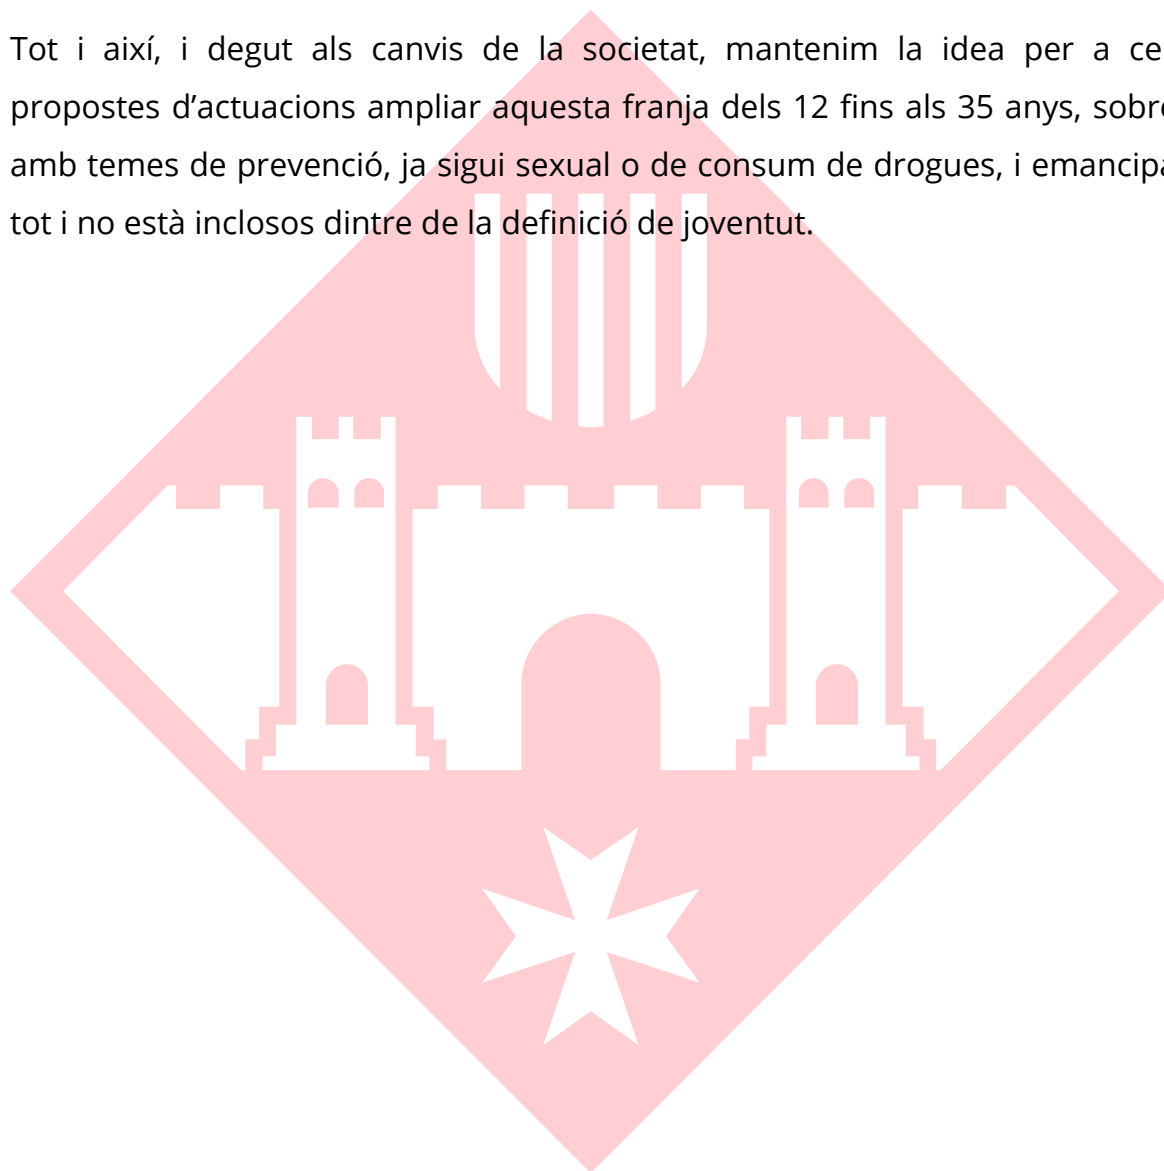 Tot i així, i degut als canvis de la societat, mantenim la idea per a ce
propostes d'actuacions ampliar aquesta franja dels 12 fins als 35 anys, sobre
amb temes de prevenció, ja sigui sexual o de consum de drogues, i emancipa
tot i no està inclosos dintre de la definició de joventut.